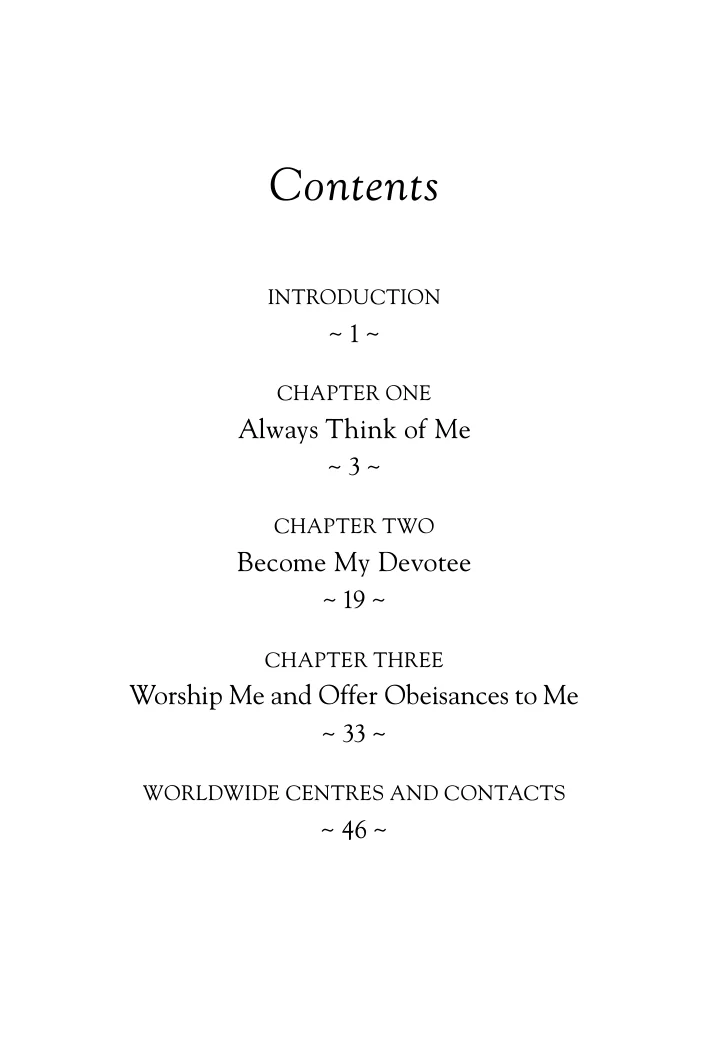 Contents
INTRODUCTION
~ 1 ~
CHAPTER ONE
Always Think of Me
~ 3 ~
CHAPTER TWO
Become My Devotee
~ 19 ~
CHAPTER THREE
Worship Me and Offer Obeisances to Me
~ 33 ~
WORLDWIDE CENTRES AND CONTACTS
~ 46 ~